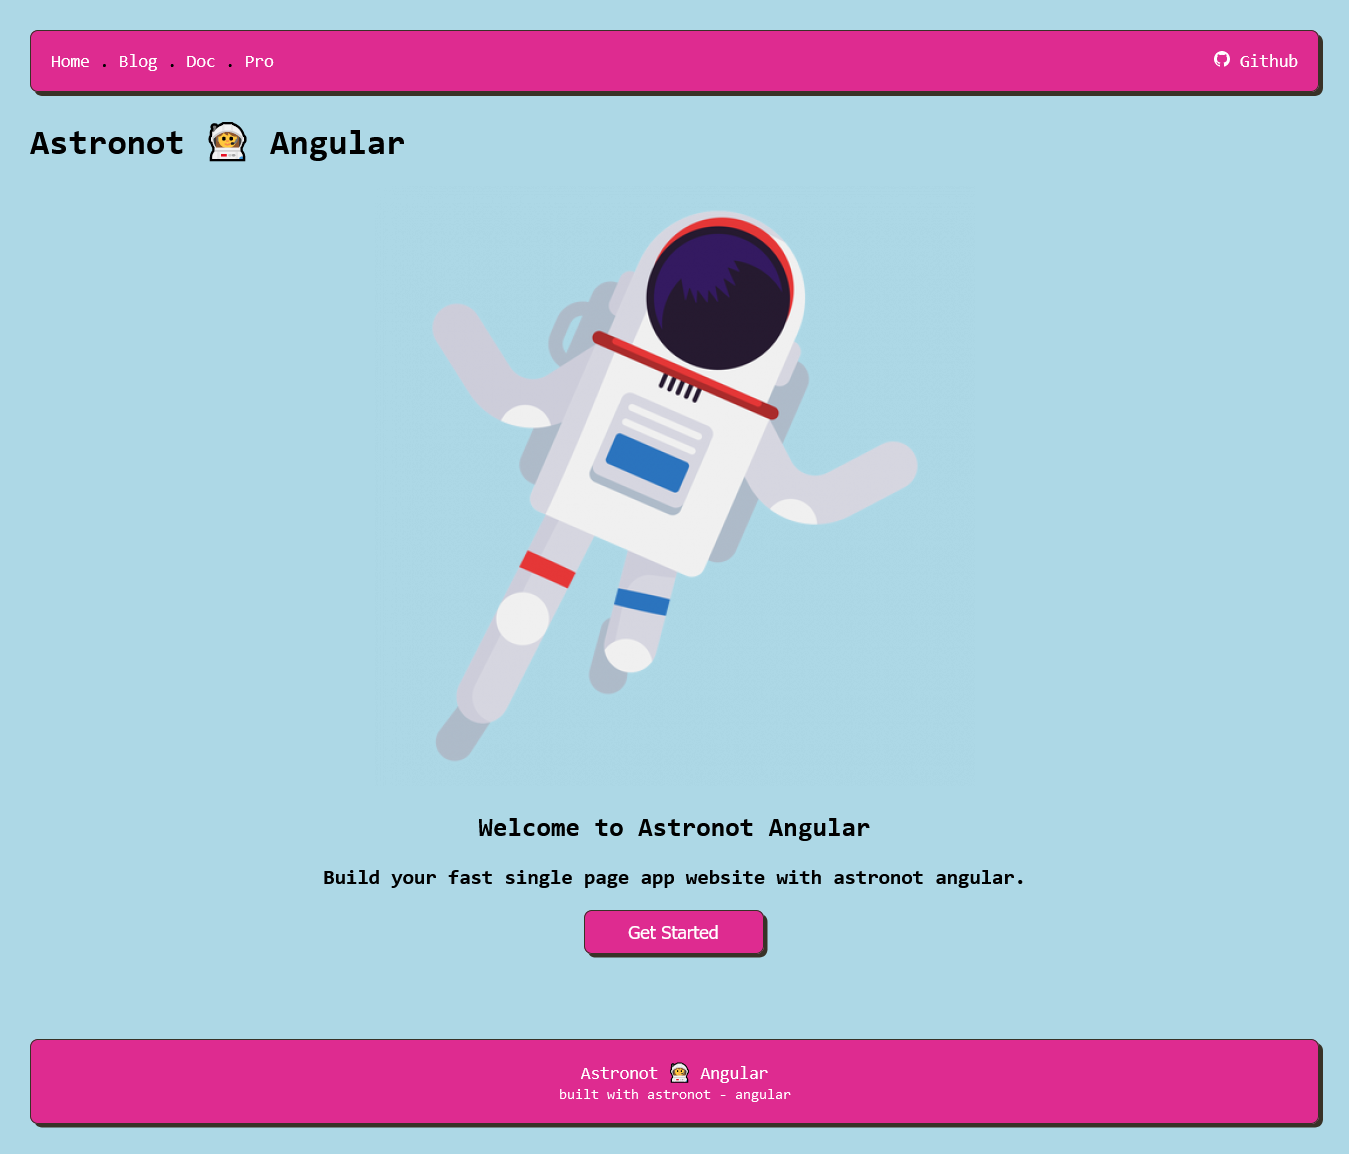 Home . Blog . Doc . Pro
Github
Astronot 🧑‍🚀 Angular
Welcome to Astronot Angular
Build your fast single page app website with astronot angular.
Get Started
Astronot 🧑‍🚀 Angular
built with astronot - angular